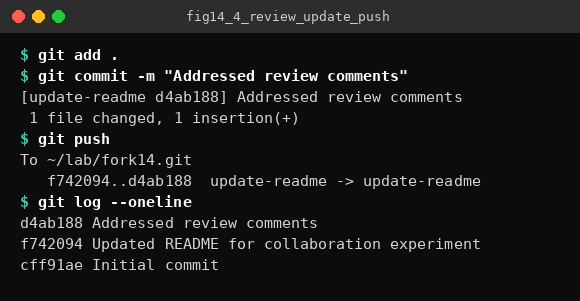 fig14_4_review_update_push
$ git add .
$ git commit -m "Addressed review comments"
[update-readme d4ab188] Addressed review comments
 1 file changed, 1 insertion(+)
$ git push
To ~/lab/fork14.git
   f742094..d4ab188  update-readme -> update-readme
$ git log --oneline
d4ab188 Addressed review comments
f742094 Updated README for collaboration experiment
cff91ae Initial commit